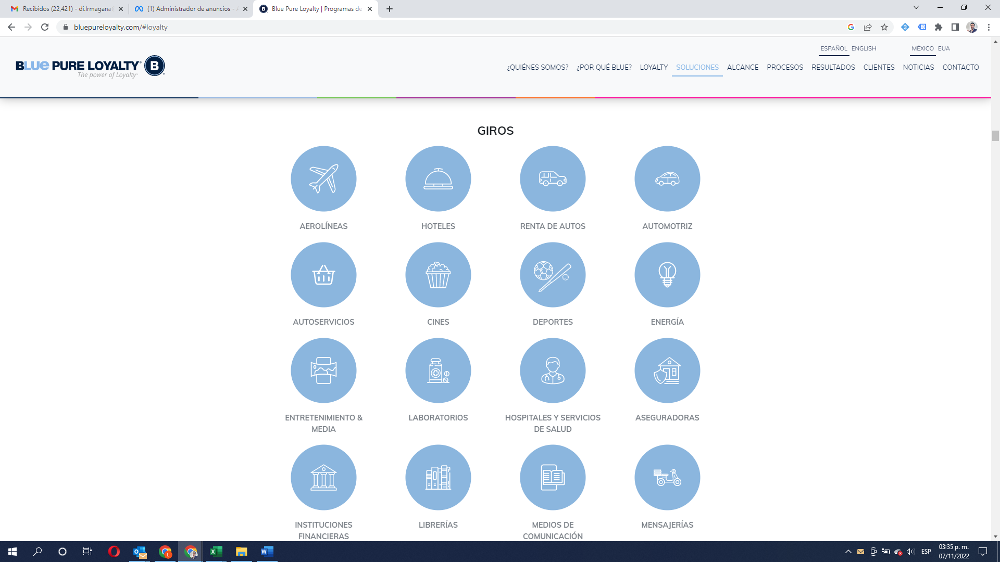 Recibidos (22,421) - di.lrmagana
(1) Administrador de anuncios -
Blue Pure Loyalty | Programas de
bluepureloyalty.com/#loyalty
ESPAÑOL ENGLISH
MÉXICO EUA
BLUE PURE LOYALTY® B
The power of Loyalty®
¿QUIÉNES SOMOS? ¿POR QUÉ BLUE? LOYALTY SOLUCIONES ALCANCE PROCESOS RESULTADOS CLIENTES NOTICIAS CONTACTO
GIROS
AEROLÍNEAS HOTELES RENTA DE AUTOS AUTOMOTRIZ
AUTOSERVICIOS CINES DEPORTES ENERGÍA
ENTRETENIMIENTO &
MEDIA
LABORATORIOS
HOSPITALES Y SERVICIOS
DE SALUD
ASEGURADORAS
INSTITUCIONES
FINANCIERAS
LIBRERÍAS
MEDIOS DE
COMUNICACIÓN
MENSAJERÍAS
ESP
03:35 p. m.
07/11/2022